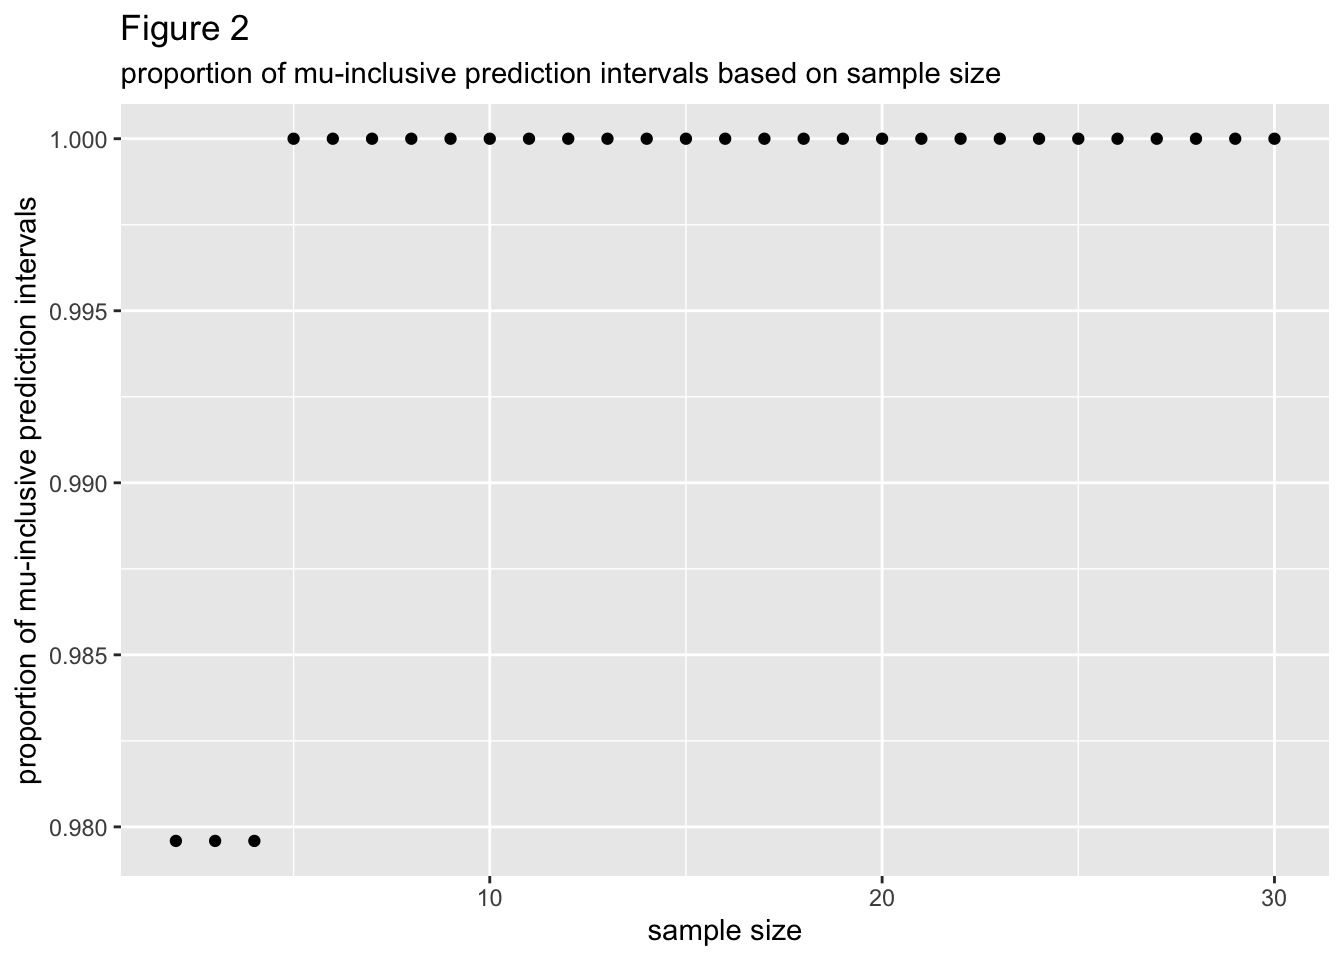 Figure 2
proportion of mu-inclusive prediction intervals based on sample size
proportion of mu-inclusive prediction intervals
1.000
0.995
0.990
0.985
0.980
10
20
30
sample size